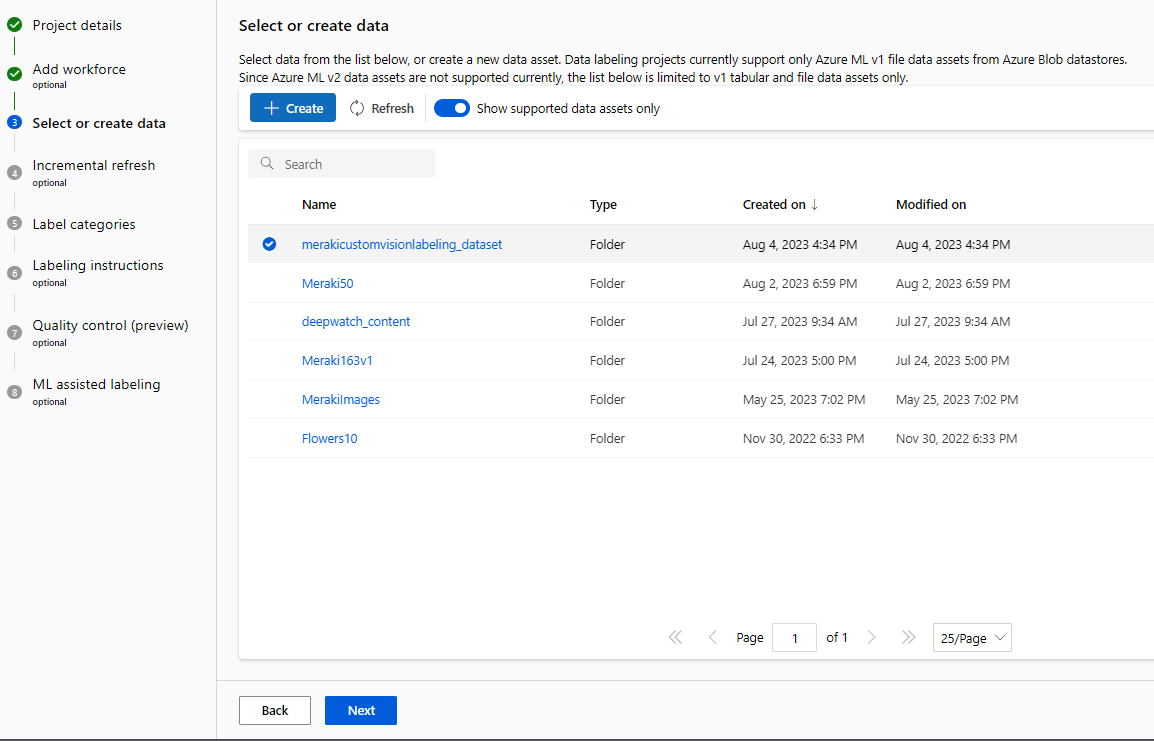 Project details
Add workforce
optional
3
Select or create data
4
Incremental refresh
optional
5
Label categories
6
Labeling instructions
optional
7
Quality control (preview)
optional
8
ML assisted labeling
optional
Select or create data
Select data from the list below, or create a new data asset. Data labeling projects currently support only Azure ML v1 file data assets from Azure Blob datastores.
Since Azure ML v2 data assets are not supported currently, the list below is limited to v1 tabular and file data assets only.
Create Refresh Show supported data assets only
Search
Name Type Created on ↓ Modified on
merakicustomvisionlabeling_dataset Folder Aug 4, 2023 4:34 PM Aug 4, 2023 4:34 PM
Meraki50 Folder Aug 2, 2023 6:59 PM Aug 2, 2023 6:59 PM
deepwatch_content Folder Jul 27, 2023 9:34 AM Jul 27, 2023 9:34 AM
Meraki163v1 Folder Jul 24, 2023 5:00 PM Jul 24, 2023 5:00 PM
MerakiImages Folder May 25, 2023 7:02 PM May 25, 2023 7:02 PM
Flowers10 Folder Nov 30, 2022 6:33 PM Nov 30, 2022 6:33 PM
Page 1 of 1 25/Page
Back Next